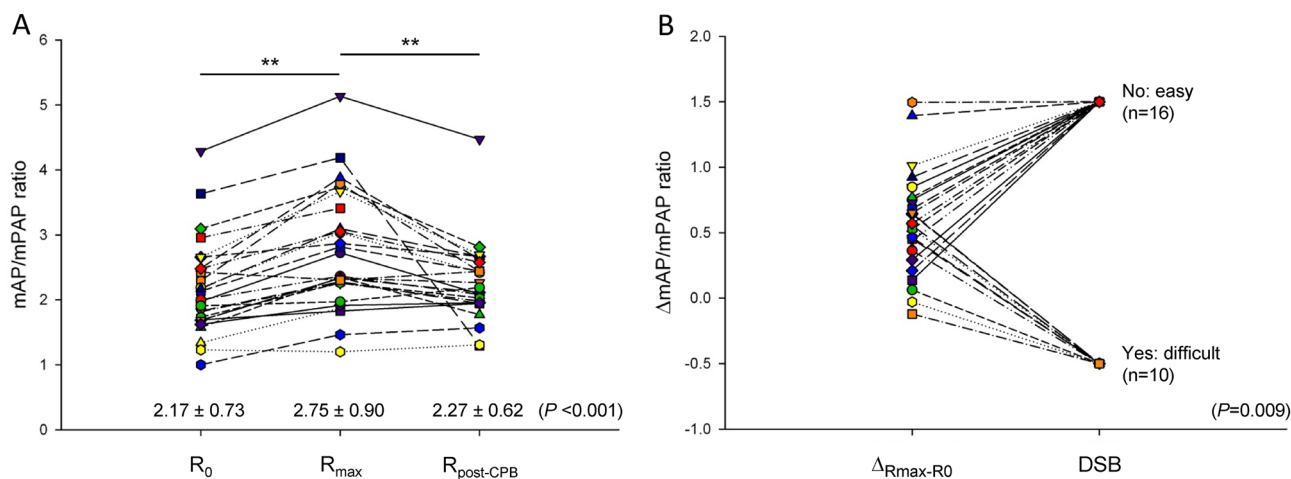 A
mAP/mPAP ratio
6
5
4
3
2
1
0
**
**
2.17 ± 0.73
2.75 ± 0.90
2.27 ± 0.62
(P <0.001)
R0
Rmax
Rpost-CPB
B
ΔmAP/mPAP ratio
2.0
1.5
1.0
0.5
0.0
-0.5
-1.0
No: easy
(n=16)
Yes: difficult
(n=10)
(P=0.009)
ΔRmax-R0
DSB